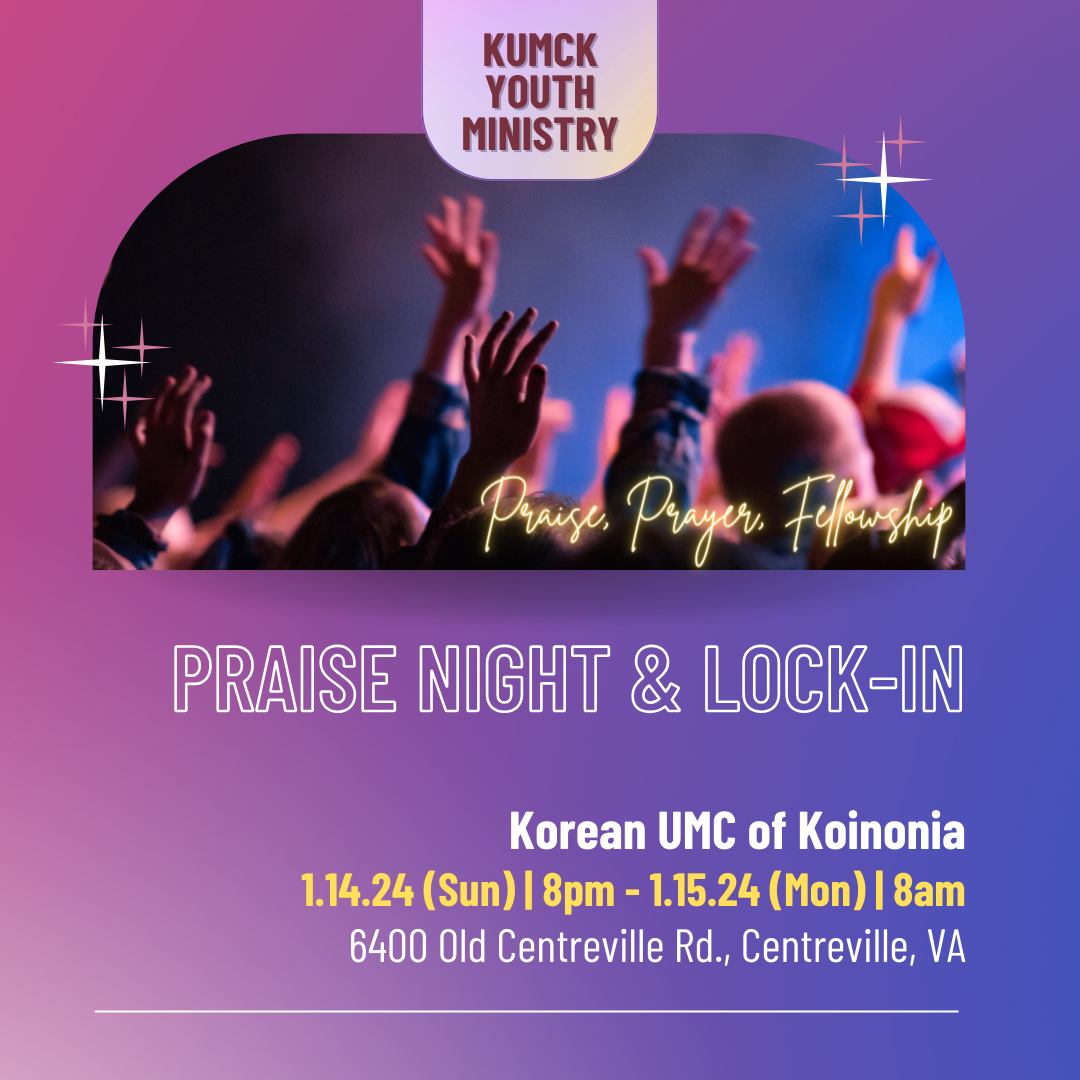 KUMCK
YOUTH
MINISTRY
Praise, Prayer, Fellowship
PRAISE NIGHT & LOCK-IN
Korean UMC of Koinonia
1.14.24 (Sun) | 8pm - 1.15.24 (Mon) | 8am
6400 Old Centreville Rd., Centreville, VA